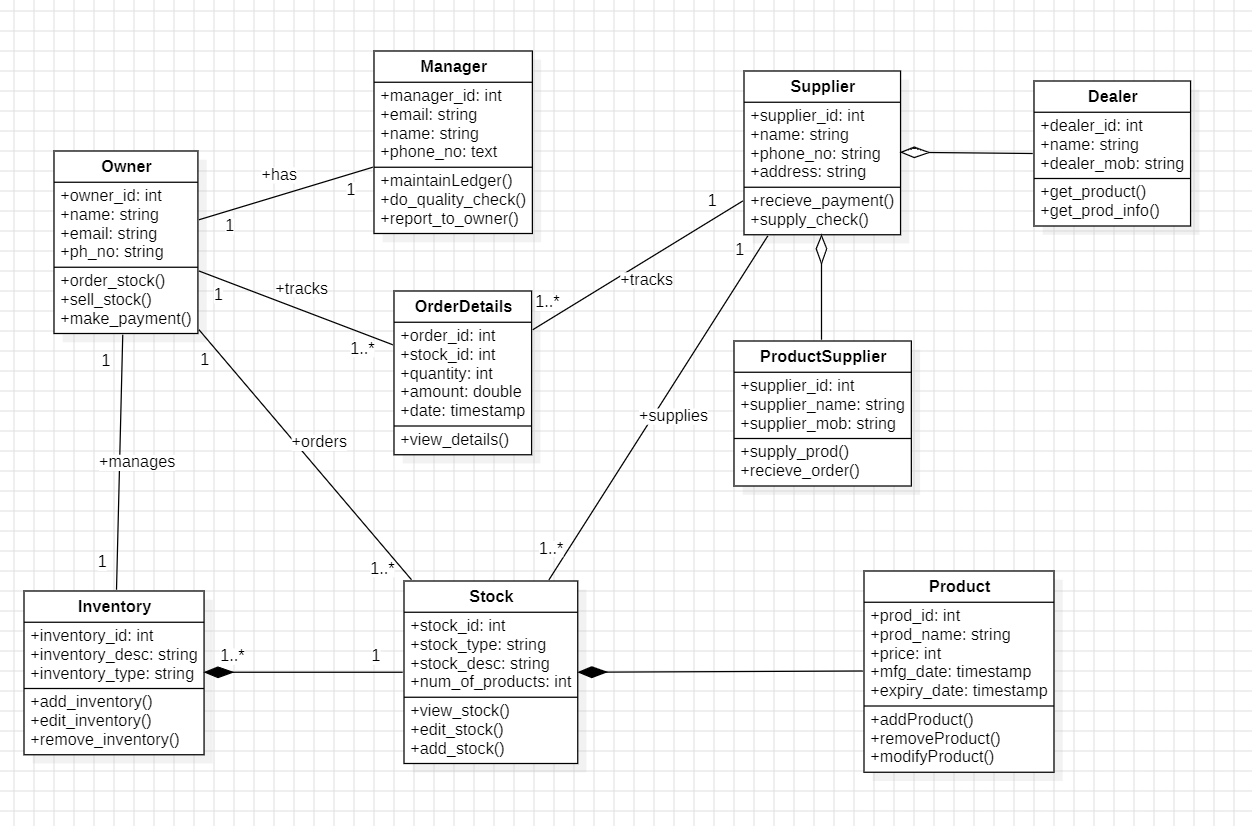 Manager
+manager_id: int
+email: string
+name: string
+phone_no: text
+maintainLedger()
+do_quality_check()
+report_to_owner()
Supplier
+supplier_id: int
+name: string
+phone_no: string
+address: string
+recieve_payment()
+supply_check()
Dealer
+dealer_id: int
+name: string
+dealer_mob: string
+get_product()
+get_prod_info()
Owner
+owner_id: int
+name: string
+email: string
+ph_no: string
+order_stock()
+sell_stock()
+make_payment()
+has
1
1
+tracks
1
1..*
OrderDetails
+order_id: int
+stock_id: int
+quantity: int
+amount: double
+date: timestamp
+view_details()
1
+tracks
1..*
1
+supplies
1..*
ProductSupplier
+supplier_id: int
+supplier_name: string
+supplier_mob: string
+supply_prod()
+recieve_order()
1
+manages
1
1
+orders
1..*
Inventory
+inventory_id: int
+inventory_desc: string
+inventory_type: string
+add_inventory()
+edit_inventory()
+remove_inventory()
1..*
1
Stock
+stock_id: int
+stock_type: string
+stock_desc: string
+num_of_products: int
+view_stock()
+edit_stock()
+add_stock()
Product
+prod_id: int
+prod_name: string
+price: int
+mfg_date: timestamp
+expiry_date: timestamp
+addProduct()
+removeProduct()
+modifyProduct()